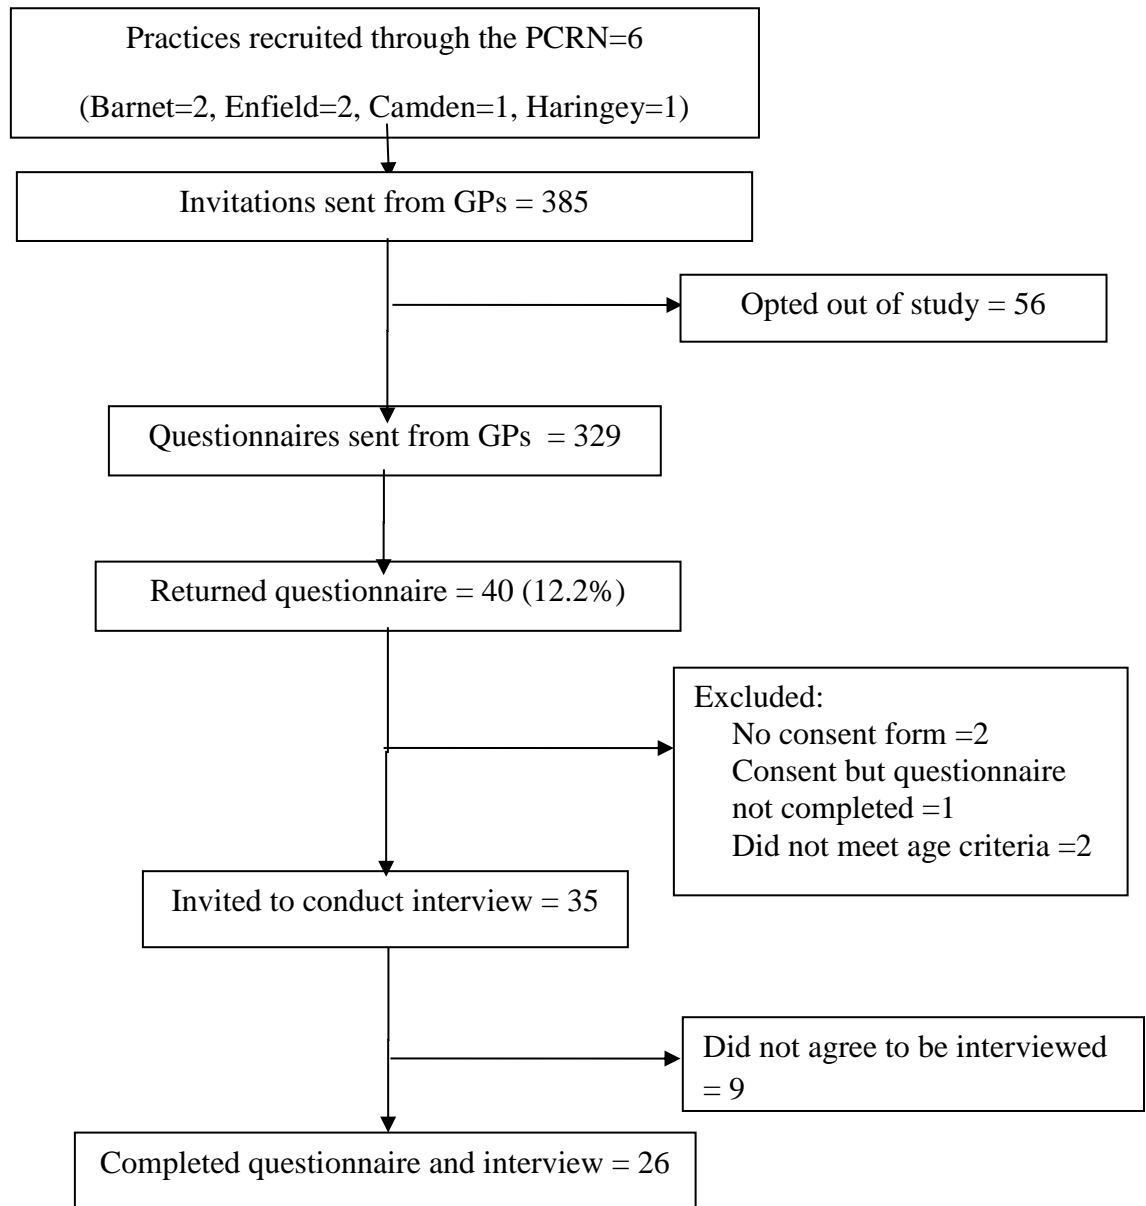 Practices recruited through the PCRN=6
(Barnet=2, Enfield=2, Camden=1, Haringey=1)
Invitations sent from GPs = 385
Opted out of study = 56
Questionnaires sent from GPs  = 329
Returned questionnaire = 40 (12.2%)
Excluded:
No consent form =2
Consent but questionnaire
not completed =1
Did not meet age criteria =2
Invited to conduct interview = 35
Did not agree to be interviewed
= 9
Completed questionnaire and interview = 26